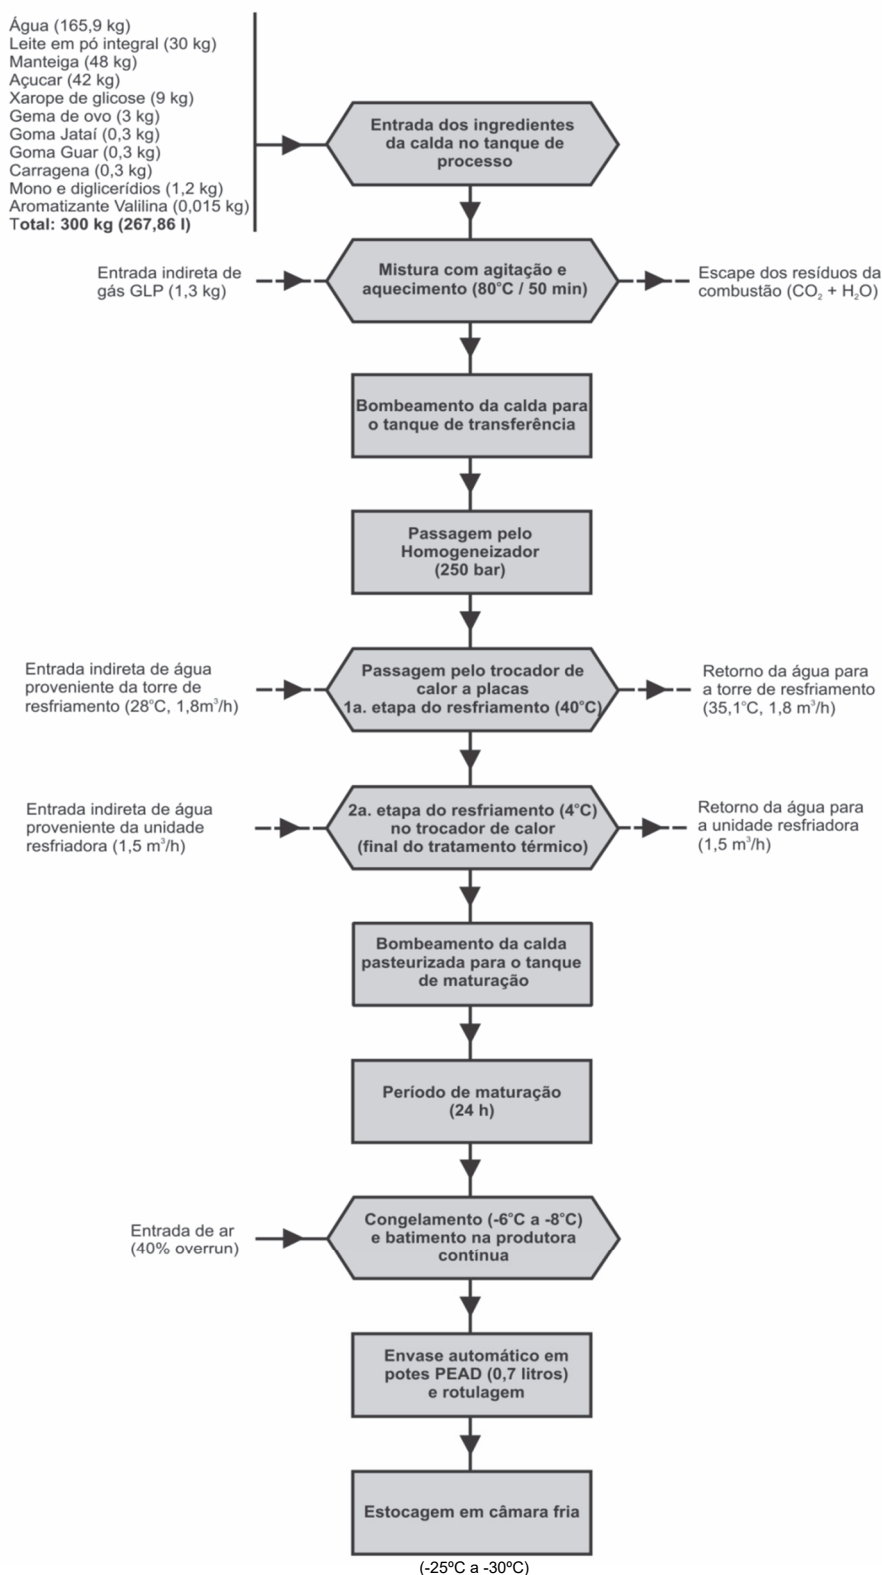 Água (165,9 kg)
Leite em pó integral (30 kg)
Manteiga (48 kg)
Açucar (42 kg)
Xarope de glicose (9 kg)
Gema de ovo (3 kg)
Goma Jataí (0,3 kg)
Goma Guar (0,3 kg)
Carragena (0,3 kg)
Mono e diglicerídios (1,2 kg)
Aromatizante Valilina (0,015 kg)
Total: 300 kg (267,86 l)
Entrada dos ingredientes
da calda no tanque de
processo
Entrada indireta de
gás GLP (1,3 kg)
Mistura com agitação e
aquecimento (80°C / 50 min)
Escape dos resíduos da
combustão (CO₂ + H₂O)
Bombeamento da calda para
o tanque de transferência
Passagem pelo
Homogeneizador
(250 bar)
Entrada indireta de água
proveniente da torre de
resfriamento (28°C, 1,8m³/h)
Passagem pelo trocador de
calor a placas
1a. etapa do resfriamento (40°C)
Retorno da água para
a torre de resfriamento
(35,1°C, 1,8 m³/h)
Entrada indireta de água
proveniente da unidade
resfriadora (1,5 m³/h)
2a. etapa do resfriamento (4°C)
no trocador de calor
(final do tratamento térmico)
Retorno da água para
a unidade resfriadora
(1,5 m³/h)
Bombeamento da calda
pasteurizada para o tanque
de maturação
Período de maturação
(24 h)
Entrada de ar
(40% overrun)
Congelamento (-6°C a -8°C)
e batimento na produtora
contínua
Envase automático em
potes PEAD (0,7 litros)
e rotulagem
Estocagem em câmara fria
(-25ºC a -30ºC)